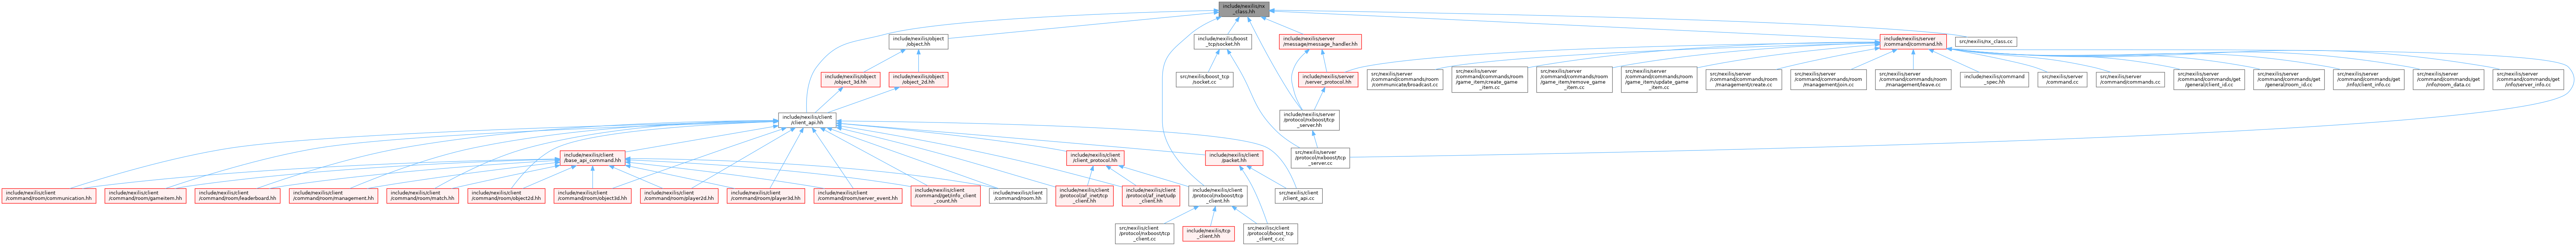 include/nexilis/nx
_class.hh
include/nexilis/object
/object.hh
include/nexilis/boost
_tcp/socket.hh
include/nexilis/server
/message/message_handler.hh
include/nexilis/server
/command/command.hh
src/nexilis/nx_class.cc
include/nexilis/object
/object_3d.hh
include/nexilis/object
/object_2d.hh
src/nexilis/boost_tcp
/socket.cc
include/nexilis/server
/server_protocol.hh
src/nexilis/server
/command/commands/room
/communicate/broadcast.cc
src/nexilis/server
/command/commands/room
/game_item/create_game
_item.cc
src/nexilis/server
/command/commands/room
/game_item/remove_game
_item.cc
src/nexilis/server
/command/commands/room
/game_item/update_game
_item.cc
src/nexilis/server
/command/commands/room
/management/create.cc
src/nexilis/server
/command/commands/room
/management/join.cc
src/nexilis/server
/command/commands/room
/management/leave.cc
include/nexilis/command
_spec.hh
src/nexilis/server
/command.cc
src/nexilis/server
/command/commands.cc
src/nexilis/server
/command/commands/get
/general/client_id.cc
src/nexilis/server
/command/commands/get
/general/room_id.cc
src/nexilis/server
/command/commands/get
/info/client_info.cc
src/nexilis/server
/command/commands/get
/info/room_data.cc
src/nexilis/server
/command/commands/get
/info/server_info.cc
include/nexilis/client
/client_api.hh
include/nexilis/server
/protocol/nxboost/tcp
_server.hh
include/nexilis/client
/base_api_command.hh
include/nexilis/client
/client_protocol.hh
include/nexilis/client
/packet.hh
src/nexilis/server
/protocol/nxboost/tcp
_server.cc
include/nexilis/client
/command/room/communication.hh
include/nexilis/client
/command/room/gameitem.hh
include/nexilis/client
/command/room/leaderboard.hh
include/nexilis/client
/command/room/management.hh
include/nexilis/client
/command/room/match.hh
include/nexilis/client
/command/room/object2d.hh
include/nexilis/client
/command/room/object3d.hh
include/nexilis/client
/command/room/player2d.hh
include/nexilis/client
/command/room/player3d.hh
include/nexilis/client
/command/room/server_event.hh
include/nexilis/client
/command/get/info_client
_count.hh
include/nexilis/client
/command/room.hh
include/nexilis/client
/protocol/af_inet/tcp
_client.hh
include/nexilis/client
/protocol/af_inet/udp
_client.hh
include/nexilis/client
/protocol/nxboost/tcp
_client.hh
src/nexilis/client
/client_api.cc
src/nexilis/client
/protocol/nxboost/tcp
_client.cc
include/nexilis/tcp
_client.hh
src/nexilisc/client
/protocol/boost_tcp
_client_c.cc